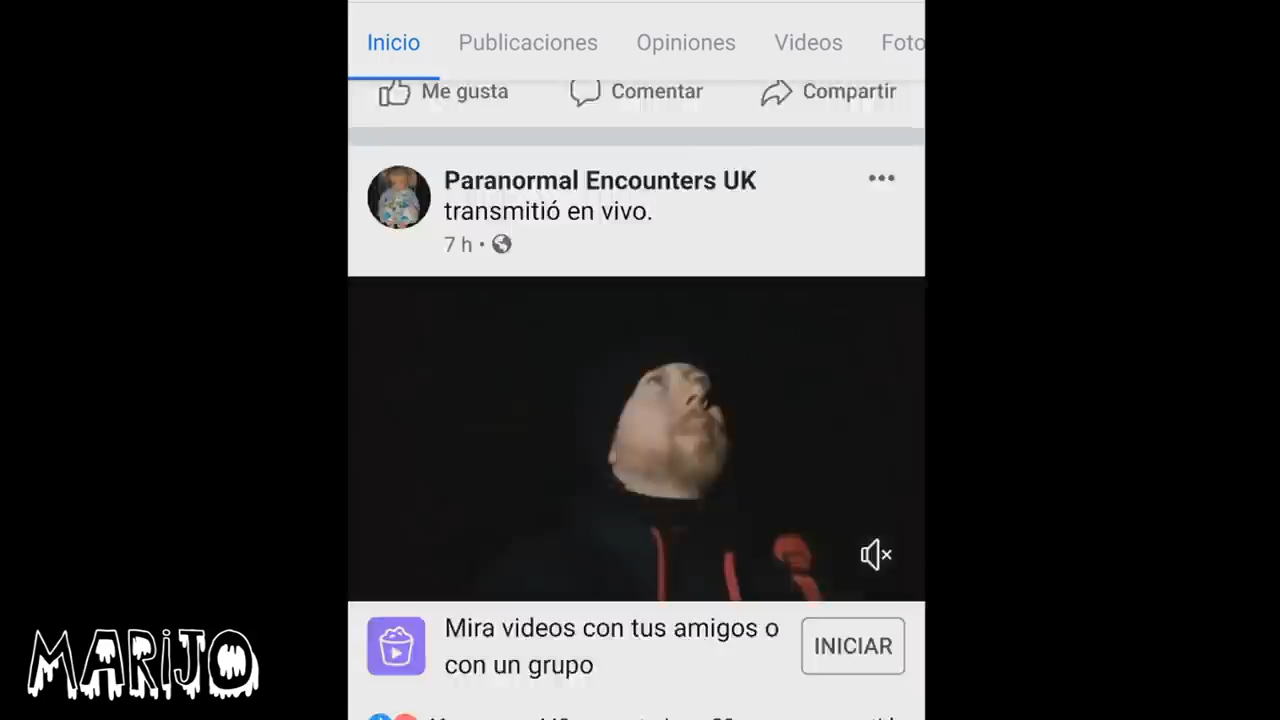 Inicio Publicaciones Opiniones Videos Foto
Me gusta Comentar Compartir
Paranormal Encounters UK
transmitió en vivo.
7 h •
Mira videos con tus amigos o
con un grupo
INICIAR
MARiJO